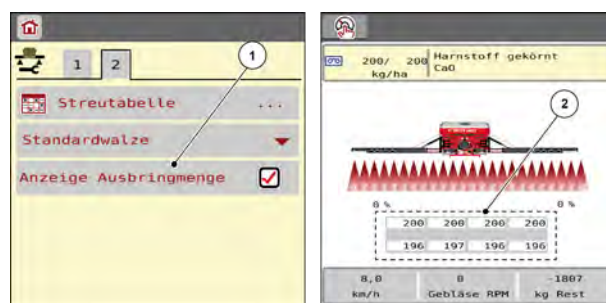 1 2
1
Streutabelle ...
Standardwalze
Anzeige Ausbringmenge
200/ 200
kg/ha
Harnstoff gekörnt
CaO
2
0 % 0 %
200 200 200 200
196 197 196 196
8,0 0 -1807
km/h Gebläse RPM kg Rest